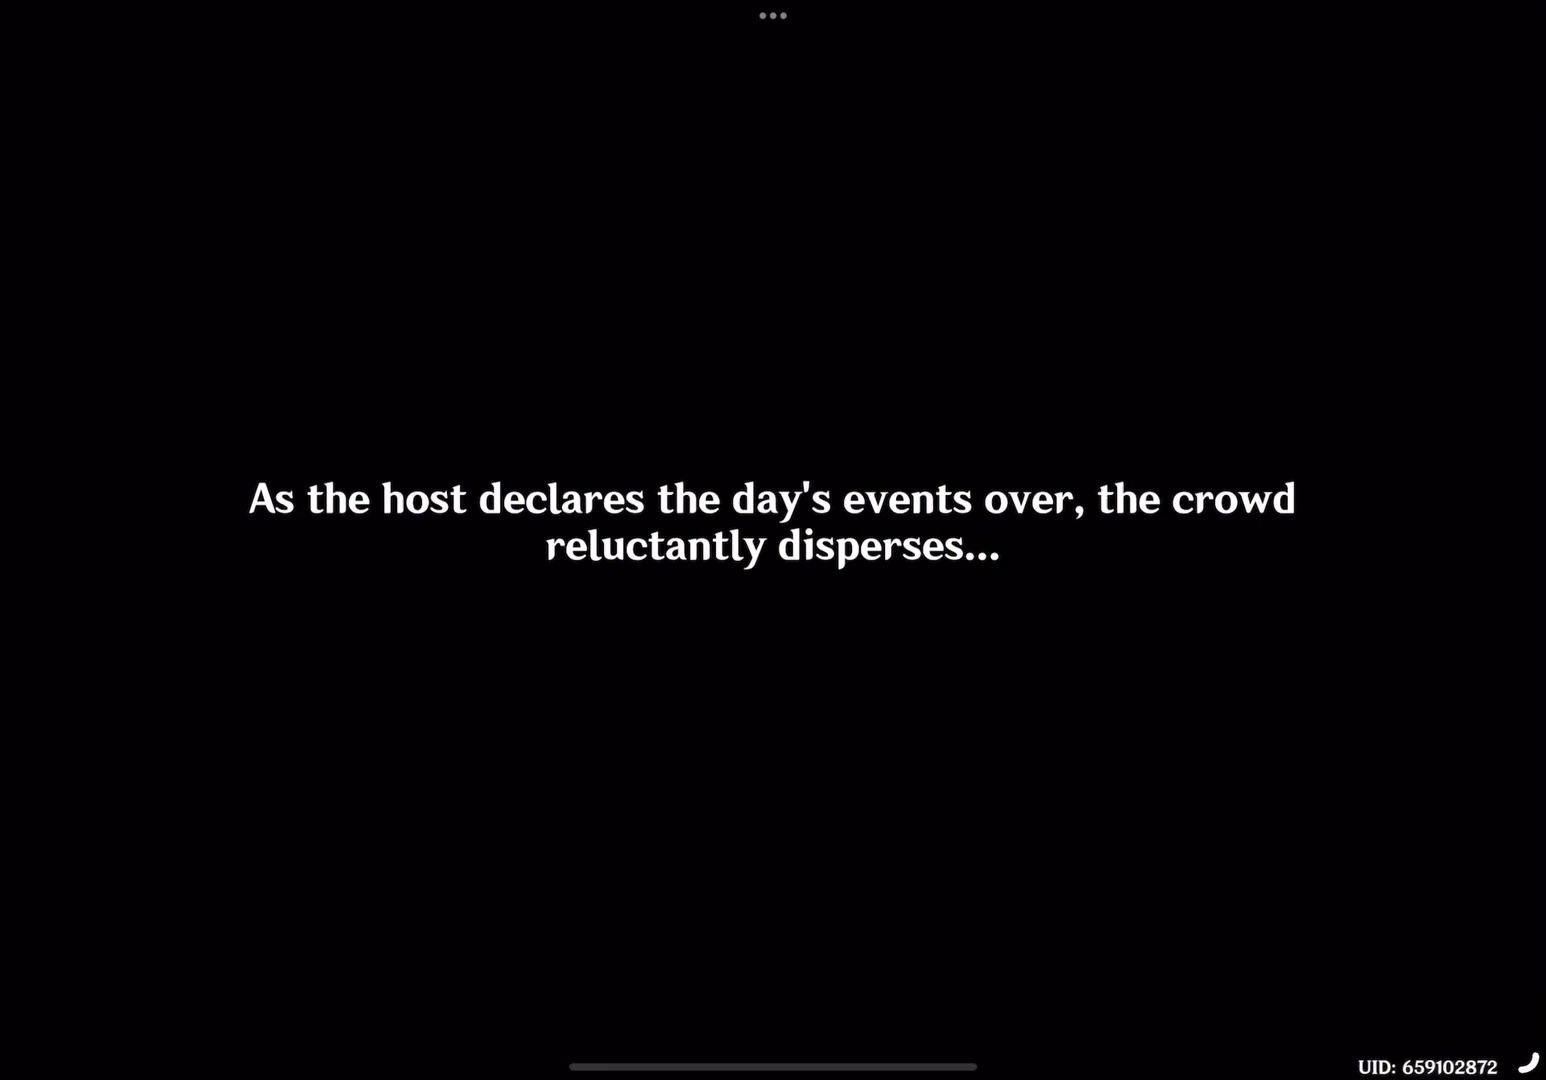 As the host declares the day's events over, the crowd
reluctantly disperses...
UID: 659102872